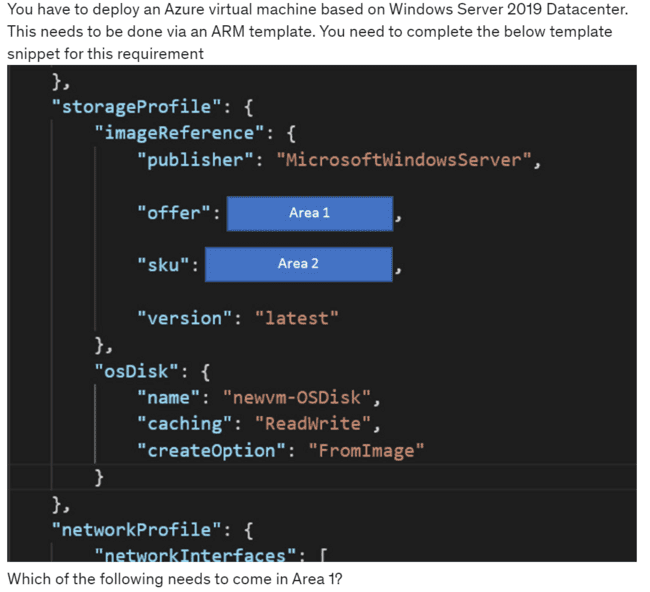 You have to deploy an Azure virtual machine based on Windows Server 2019 Datacenter.
This needs to be done via an ARM template. You need to complete the below template
snippet for this requirement
},
"storageProfile": {
"imageReference": {
"publisher": "MicrosoftWindowsServer",
"offer": Area 1 ,
"sku": Area 2 ,
"version": "latest"
},
"osDisk": {
"name": "newvm-OSDisk",
"caching": "ReadWrite",
"createOption": "FromImage"
}
},
"networkProfile": {
"networkInterfaces": [
Which of the following needs to come in Area 1?